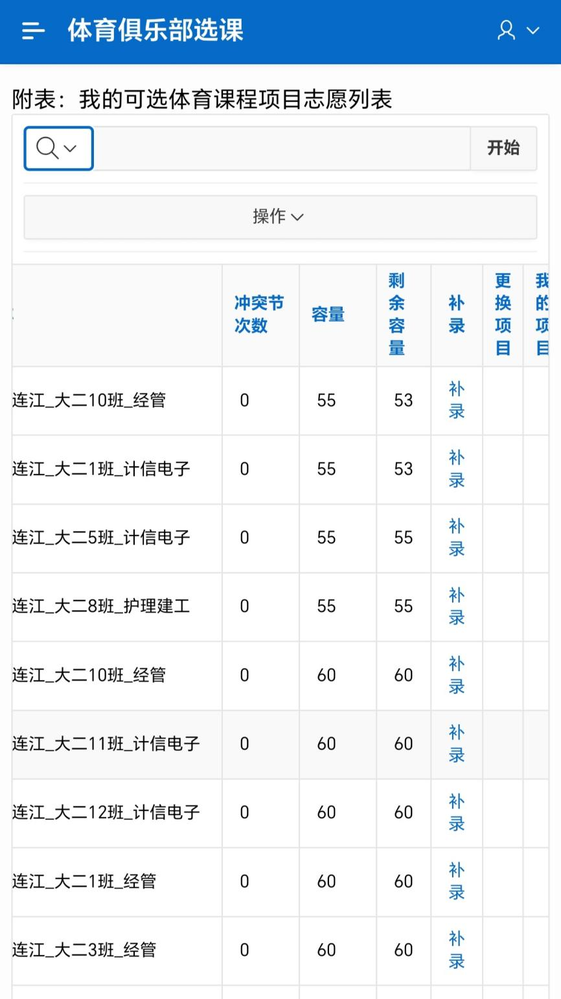 体育俱乐部选课
附表：我的可选体育课程项目志愿列表
开始
操作
冲突节
次数
容量
剩
余
容
量
补
录
更
换
项
目
我
的
项
目
连江_大二10班_经管 0 55 53 补
录
连江_大二1班_计信电子 0 55 53 补
录
连江_大二5班_计信电子 0 55 55 补
录
连江_大二8班_护理建工 0 55 55 补
录
连江_大二10班_经管 0 60 60 补
录
连江_大二11班_计信电子 0 60 60 补
录
连江_大二12班_计信电子 0 60 60 补
录
连江_大二1班_经管 0 60 60 补
录
连江_大二3班_经管 0 60 60 补
录